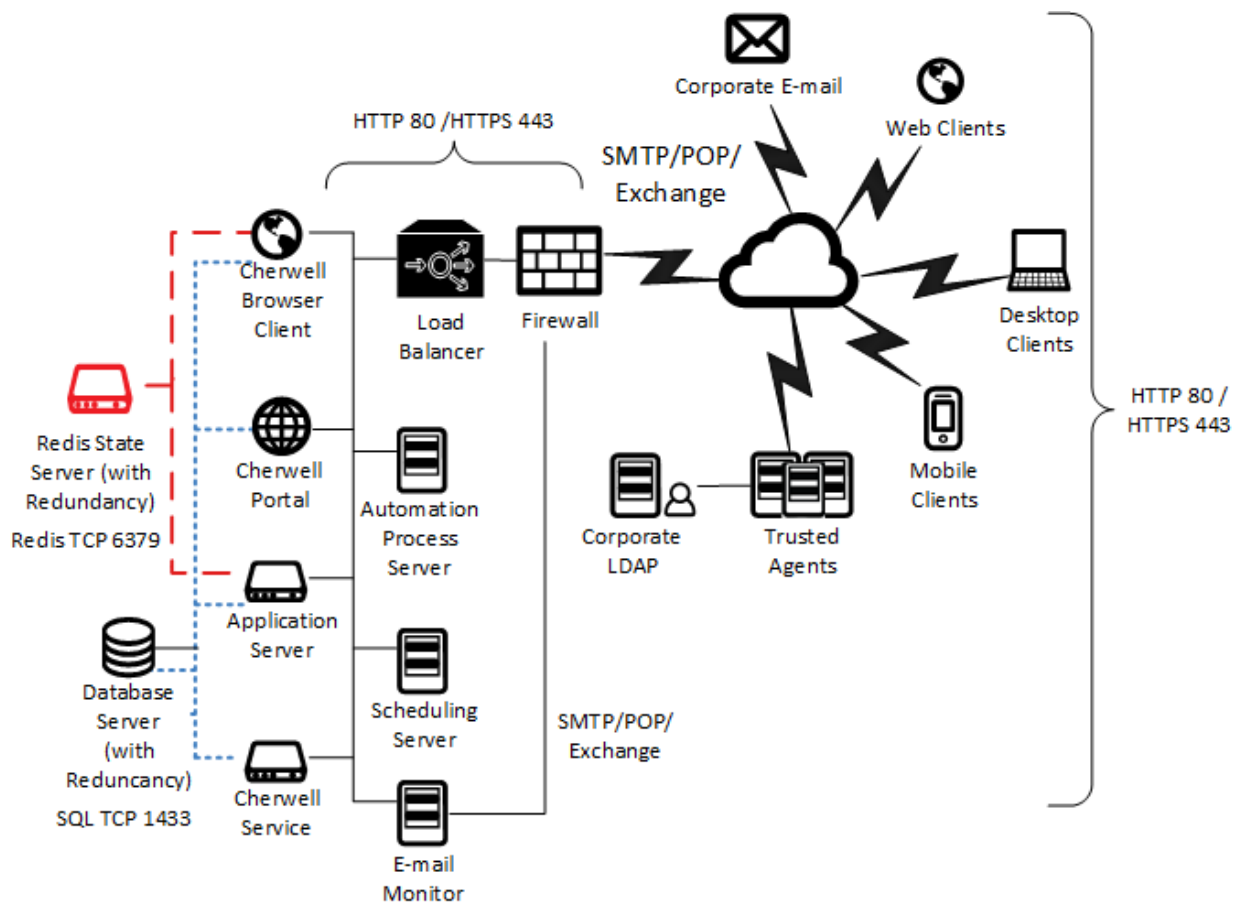 Corporate E-mail
Web Clients
HTTP 80 /HTTPS 443
SMTP/POP/
Exchange
Cherwell
Browser
Client
Load
Balancer
Firewall
Desktop
Clients
HTTP 80 /
HTTPS 443
Redis State
Server (with
Redundancy)
Redis TCP 6379
Cherwell
Portal
Automation
Process
Server
Corporate
LDAP
Trusted
Agents
Mobile
Clients
Application
Server
Database
Server
(with
Reduncancy)
SQL TCP 1433
Scheduling
Server
SMTP/POP/
Exchange
Cherwell
Service
E-mail
Monitor